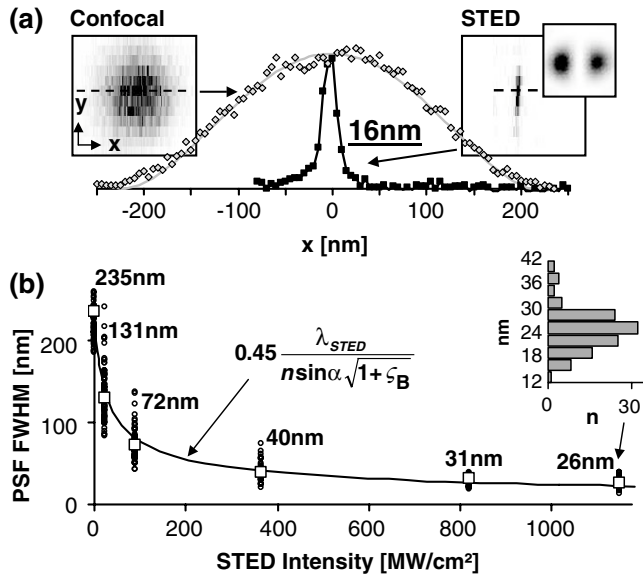 (a)
Confocal
STED
y
x
16nm
-200 -100 0 100 200
x [nm]
(b)
235nm
131nm
72nm
40nm
31nm
26nm
0.45 λSTED / n sinα √1+ςB
42
36
30
24
18
12
nm
0 30
n
200
100
0
PSF FWHM [nm]
0 200 400 600 800 1000
STED Intensity [MW/cm²]